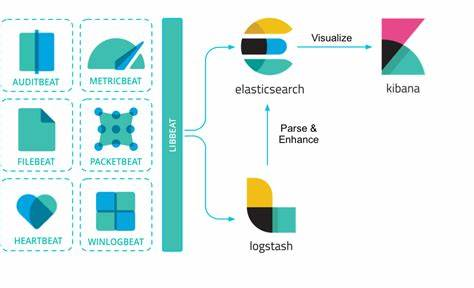 AUDITBEAT
METRICBEAT
FILEBEAT
PACKETBEAT
HEARTBEAT
WINLOGBEAT
LIBBEAT
elasticsearch
Visualize
kibana
Parse &
Enhance
logstash